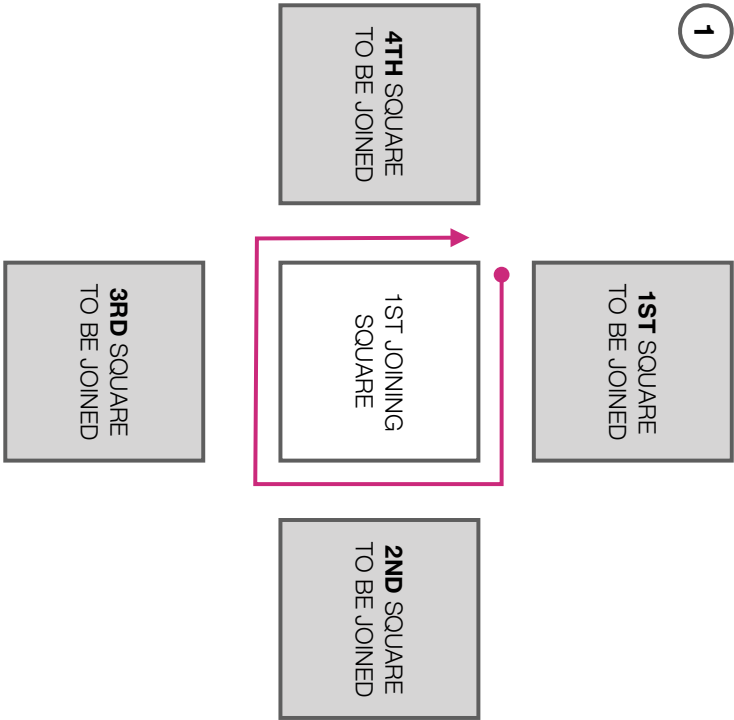 1
1ST SQUARE
TO BE JOINED
4TH SQUARE
TO BE JOINED
1ST JOINING
SQUARE
2ND SQUARE
TO BE JOINED
3RD SQUARE
TO BE JOINED